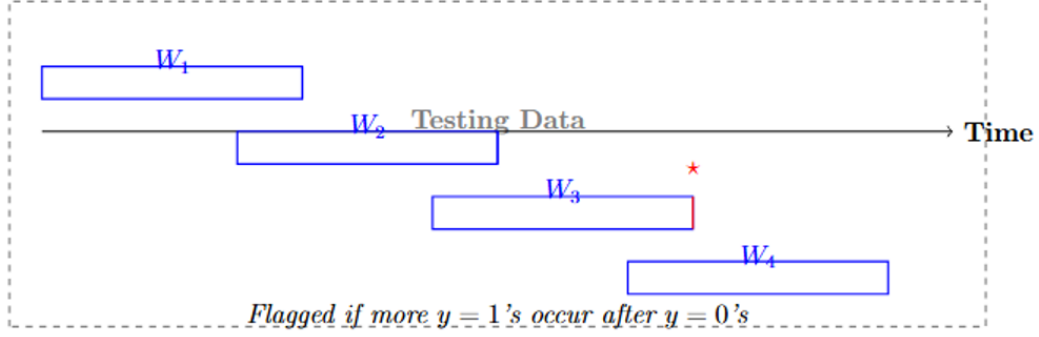 W₁
Testing Data
W₂
Time
⋆
W₃
W₄
Flagged if more y = 1's occur after y = 0's